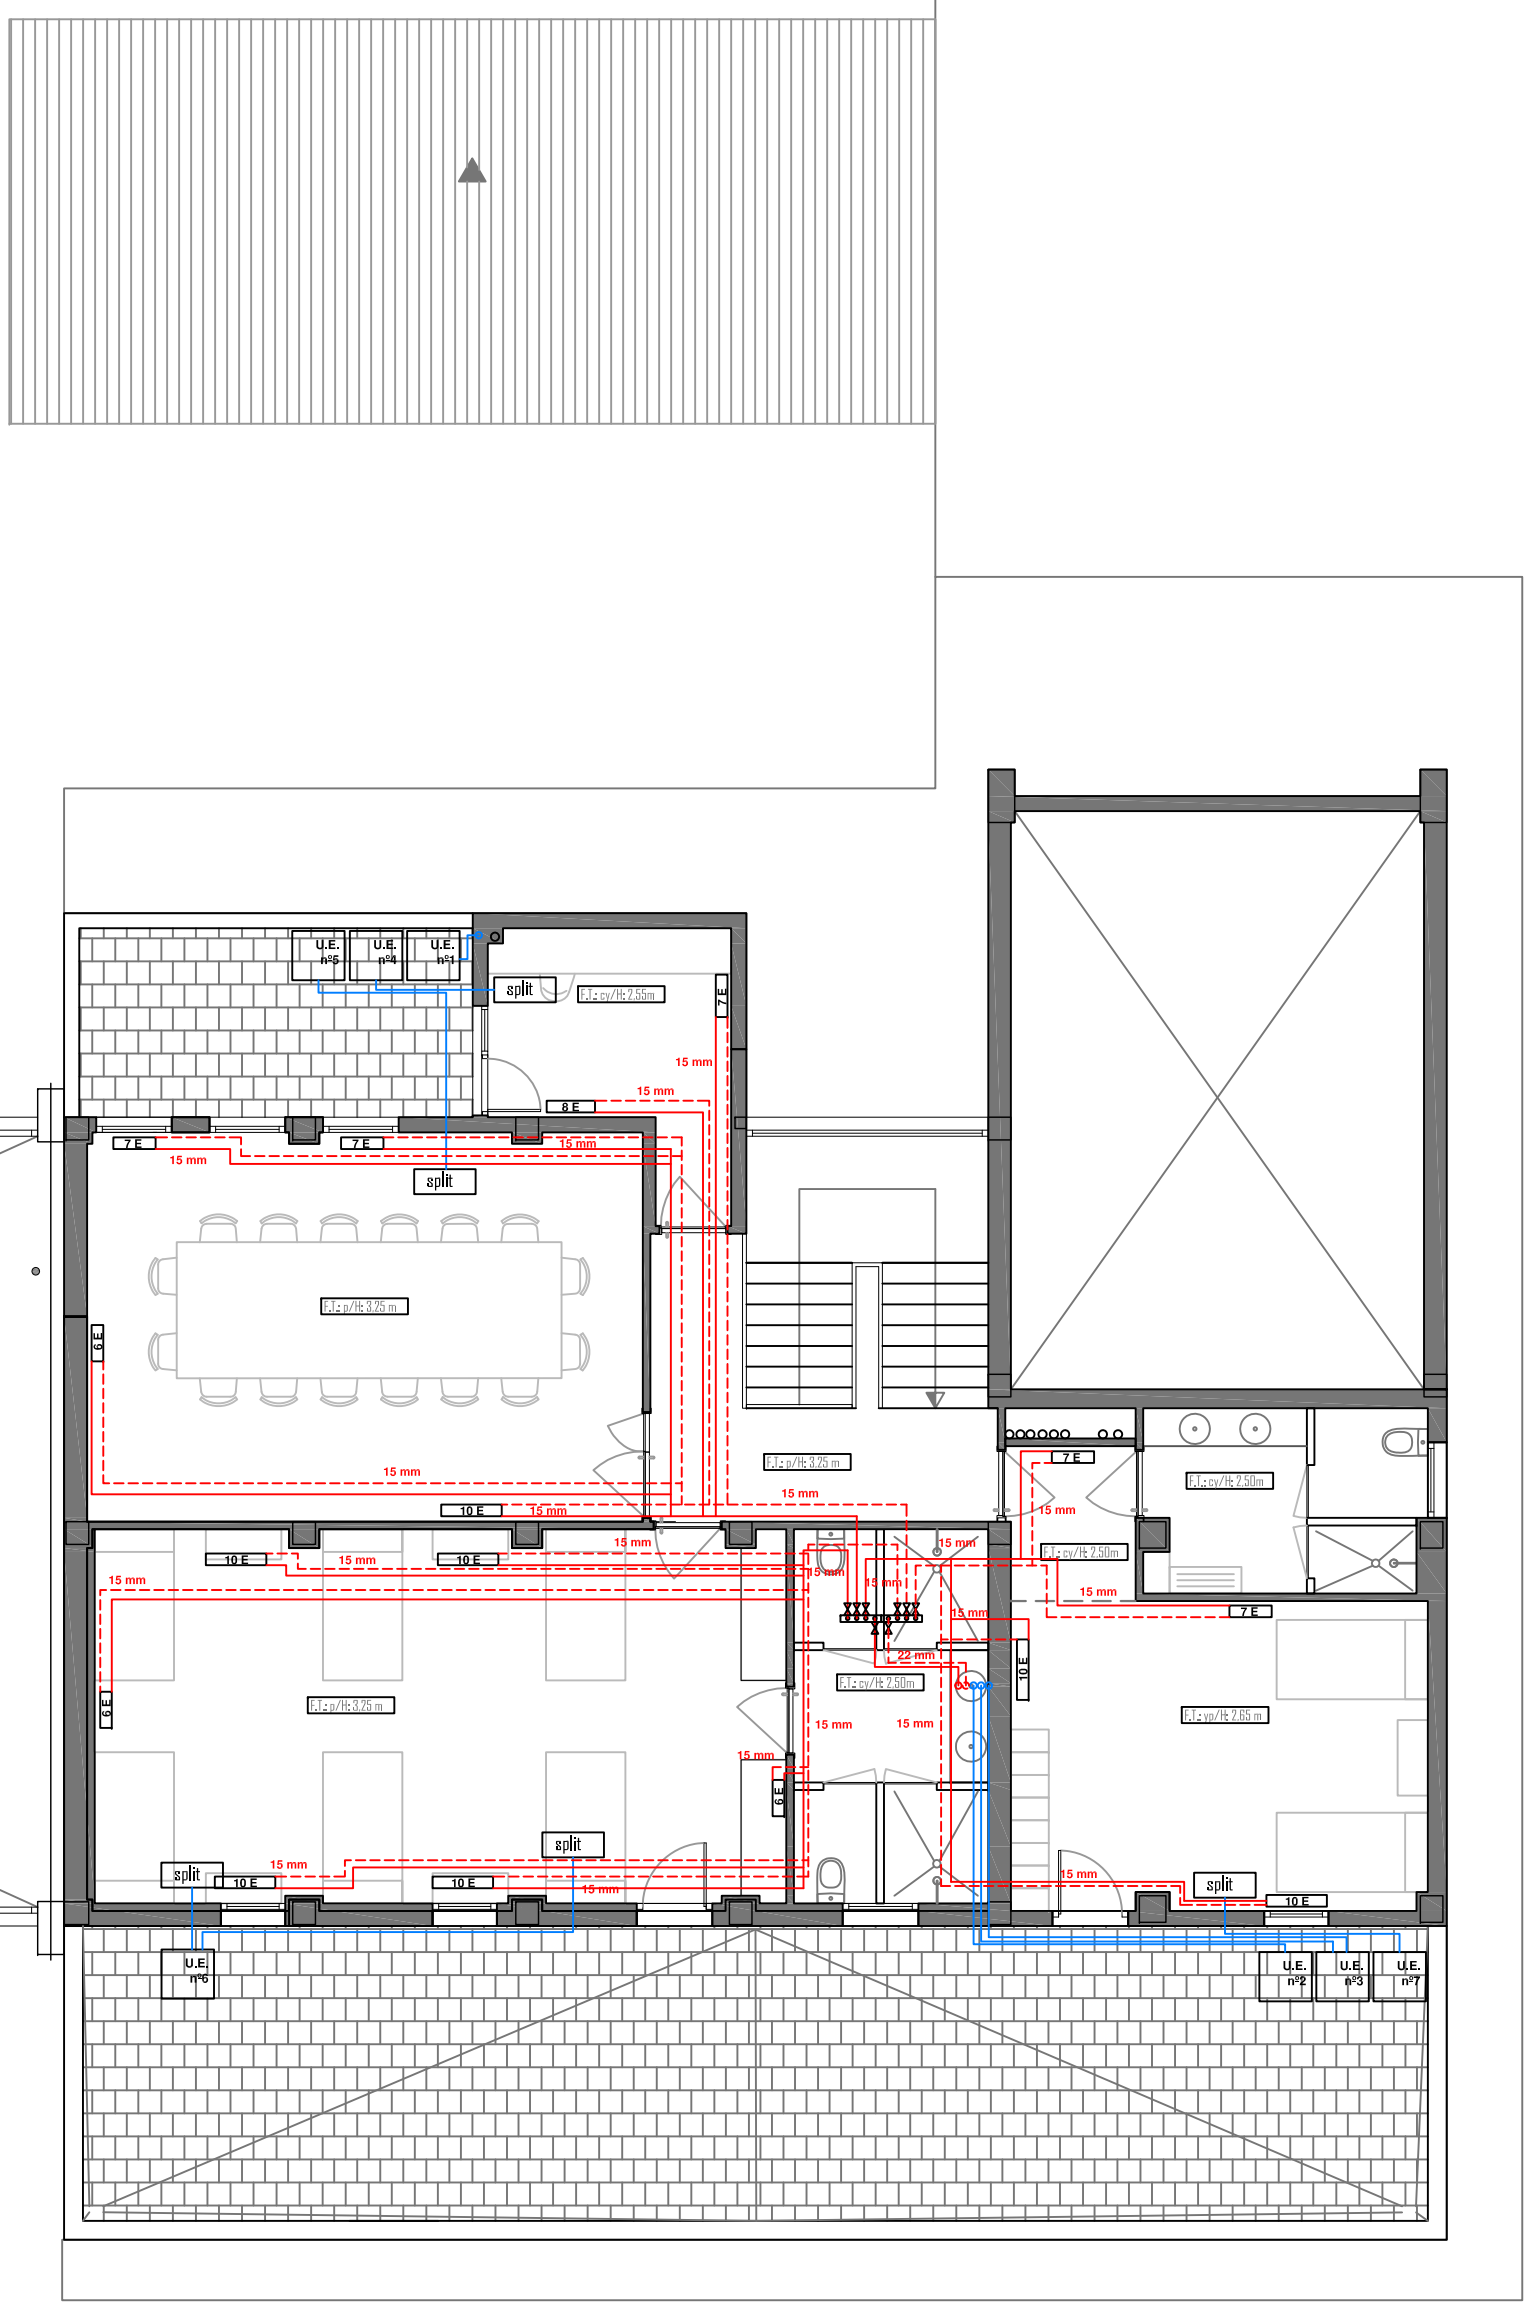 U.E.
nº5
U.E.
nº4
U.E.
nº1
split
F.T.: cy/H: 2.55m
7 E
15 mm
15 mm
8 E
7 E
7 E
15 mm
15 mm
split
F.T.: p/H: 3.25 m
6 E
15 mm
F.T.: p/H: 3.25 m
7 E
F.T.: cy/H: 2.50m
10 E
15 mm
15 mm
15 mm
15 mm
15 mm
F.T.: cy/H: 2.50m
10 E
15 mm
10 E
15 mm
15 mm
15 mm
15 mm
7 E
15 mm
6 E
F.T.: p/H: 3.25 m
22 mm
F.T.: cy/H: 2.50m
10 E
F.T.: yp/H: 2.65 m
15 mm
15 mm
15 mm
6 E
split
split
10 E
15 mm
10 E
15 mm
15 mm
split
10 E
U.E.
nº6
U.E.
nº2
U.E.
nº3
U.E.
nº7